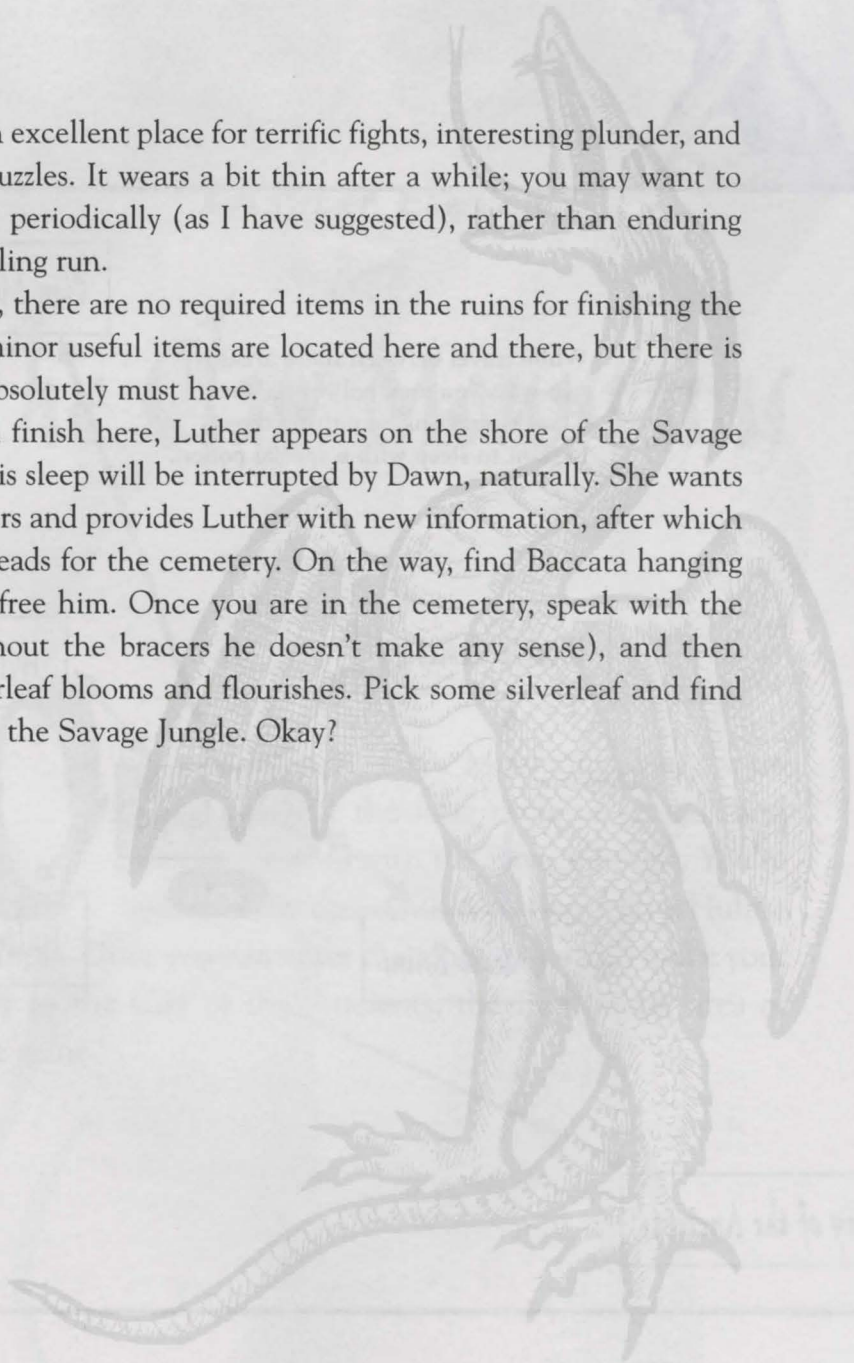 excellent place for terrific fights, interesting plunder, and
uzzles. It wears a bit thin after a while; you may want to
periodically (as I have suggested), rather than enduring
ling run.
, there are no required items in the ruins for finishing the
inor useful items are located here and there, but there is
bsolutely must have.
finish here, Luther appears on the shore of the Savage
is sleep will be interrupted by Dawn, naturally. She wants
rs and provides Luther with new information, after which
eads for the cemetery. On the way, find Baccata hanging
free him. Once you are in the cemetery, speak with the
hout the bracers he doesn't make any sense), and then
rleaf blooms and flourishes. Pick some silverleaf and find
the Savage Jungle. Okay?